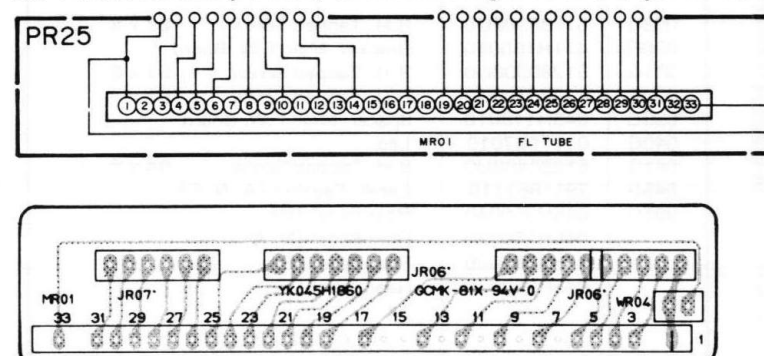 PR25
1 2 3 4 5 6 7 8 9 10 11 12 13 14 15 16 17 18 19 20 21 22 23 24 25 26 27 28 29 30 31 32 33
MR01 FL TUBE
JR06*
MR01 JR07* YK045H1860 GCMK-81X 94V-0 JR06* WR04
33 31 29 27 25 23 21 19 17 15 13 11 9 7 5 3 1